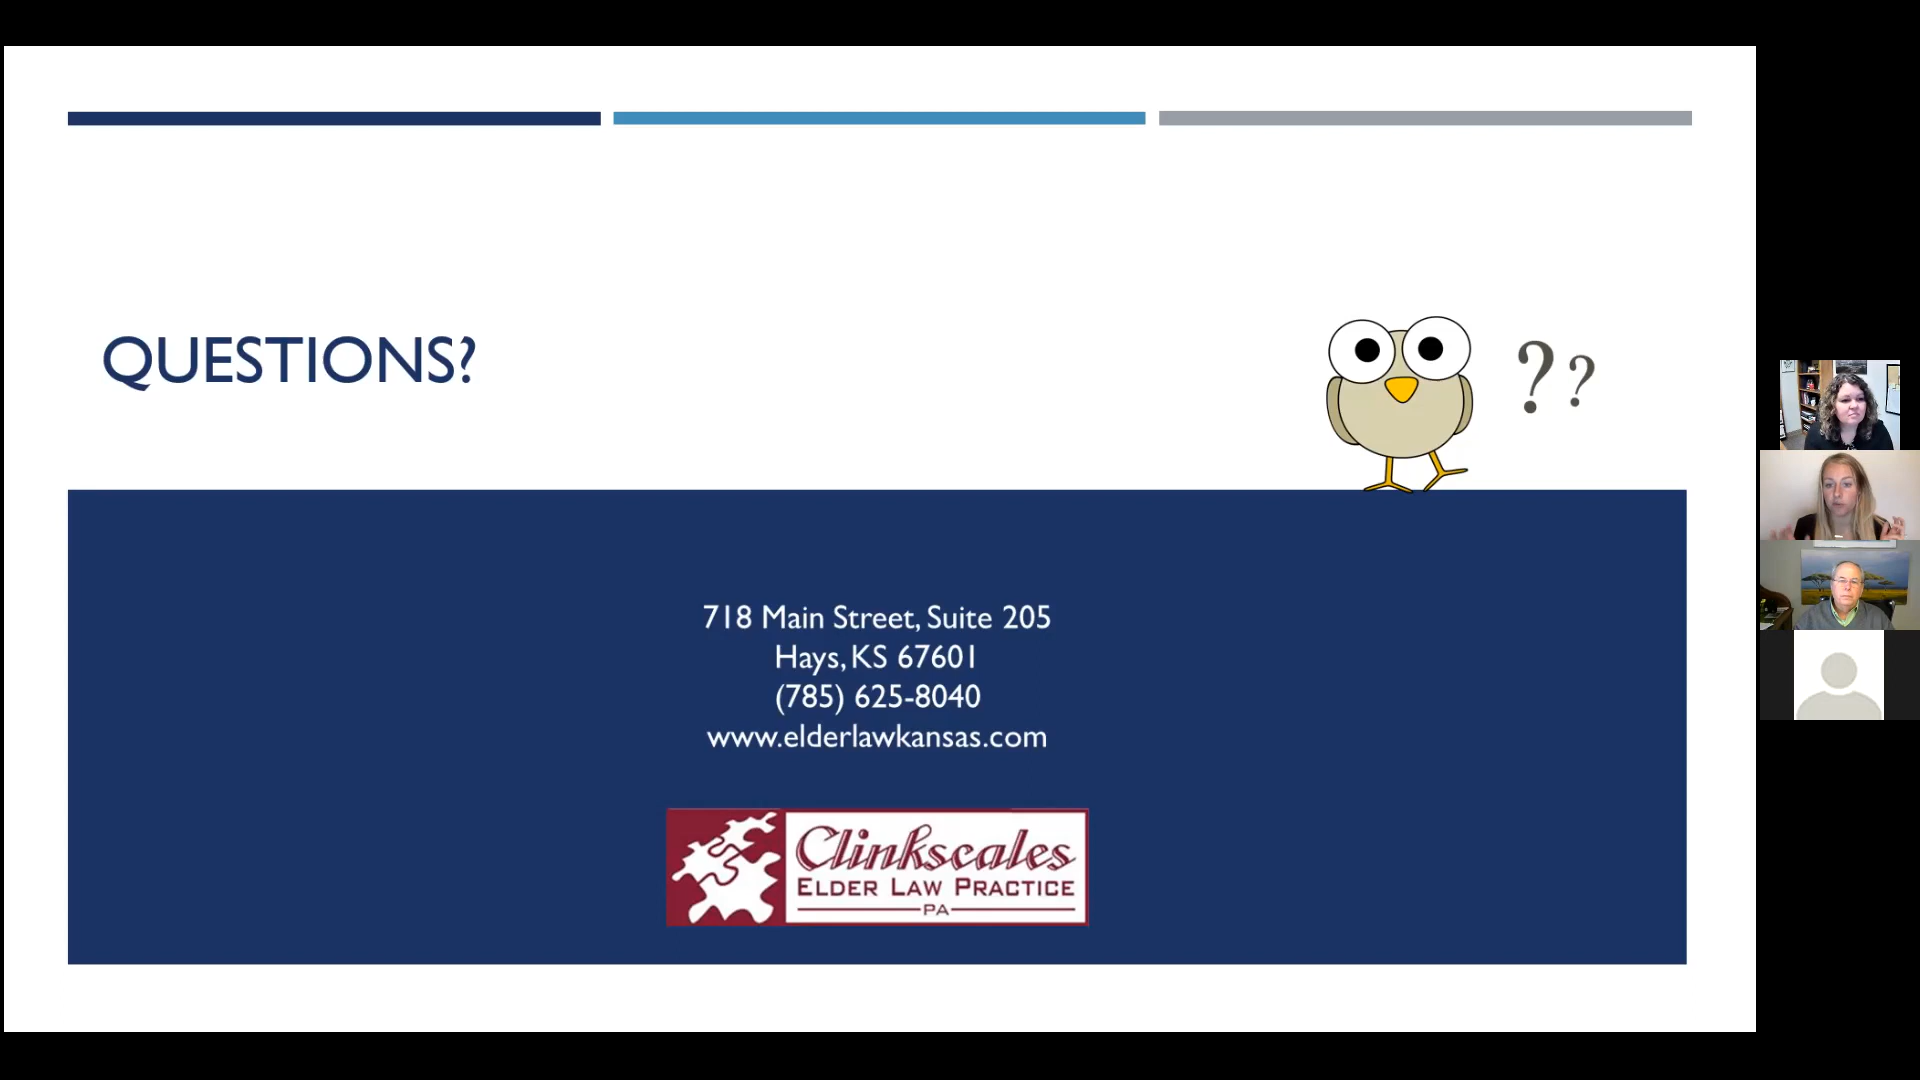 QUESTIONS?
? ?
718 Main Street, Suite 205
Hays, KS 67601
(785) 625-8040
www.elderlawkansas.com
Clinkscales
ELDER LAW PRACTICE
PA